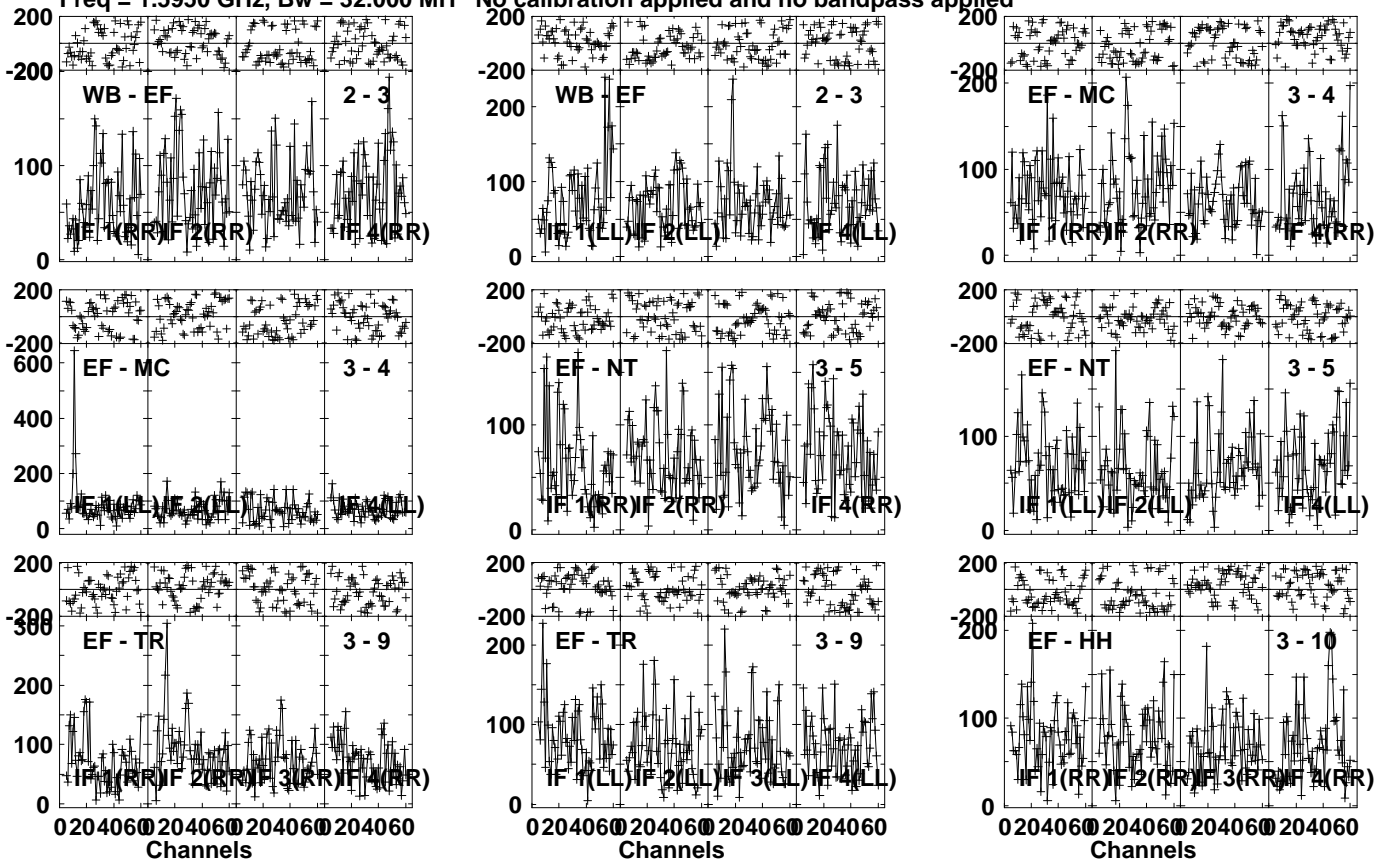 Freq = 1.5950 GHz, Bw = 32.000 MH No calibration applied and no bandpass applied
200
-200
200
WB - EF
2 - 3
100
IF 1(RR) IF 2(RR) IF 4(RR)
0
200
-200
200
WB - EF
2 - 3
100
IF 1(LL) IF 2(LL) IF 4(LL)
0
200
-200
200
EF - MC
3 - 4
100
IF 1(RR) IF 2(RR) IF 4(RR)
0
200
-200
600
EF - MC
3 - 4
400
200
IF 1(LL) IF 2(LL) IF 4(LL)
0
200
-200
EF - NT
3 - 5
100
IF 1(RR) IF 2(RR) IF 4(RR)
0
200
-200
EF - NT
3 - 5
100
IF 1(LL) IF 2(LL) IF 4(LL)
0
200
-200
300
EF - TR
3 - 9
200
100
IF 1(RR) IF 2(RR) IF 3(RR) IF 4(RR)
0
0 20 40 60 0 20 40 60 0 20 40 60 0 20 40 60
Channels
200
-200
200
EF - TR
3 - 9
100
IF 1(LL) IF 2(LL) IF 3(LL) IF 4(LL)
0
0 20 40 60 0 20 40 60 0 20 40 60 0 20 40 60
Channels
200
-200
200
EF - HH
3 - 10
100
IF 1(RR) IF 2(RR) IF 3(RR) IF 4(RR)
0
0 20 40 60 0 20 40 60 0 20 40 60 0 20 40 60
Channels